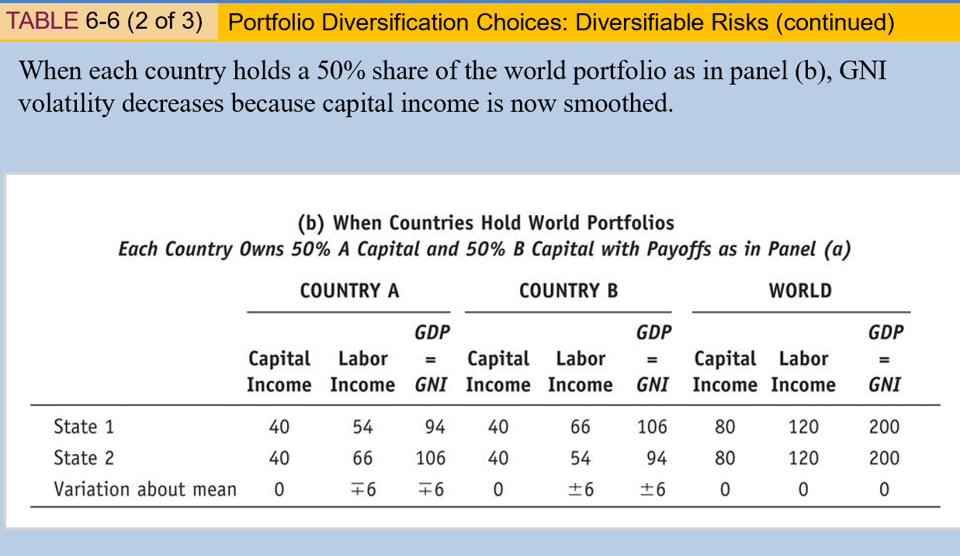 TABLE 6-6 (2 of 3) Portfolio Diversification Choices: Diversifiable Risks (continued)
When each country holds a 50% share of the world portfolio as in panel (b), GNI
volatility decreases because capital income is now smoothed.
(b) When Countries Hold World Portfolios
Each Country Owns 50% A Capital and 50% B Capital with Payoffs as in Panel (a)
COUNTRY A COUNTRY B WORLD
GDP GDP GDP
Capital Labor = Capital Labor = Capital Labor =
Income Income GNI Income Income GNI Income Income GNI
State 1 40 54 94 40 66 106 80 120 200
State 2 40 66 106 40 54 94 80 120 200
Variation about mean 0 ∓6 ∓6 0 ±6 ±6 0 0 0